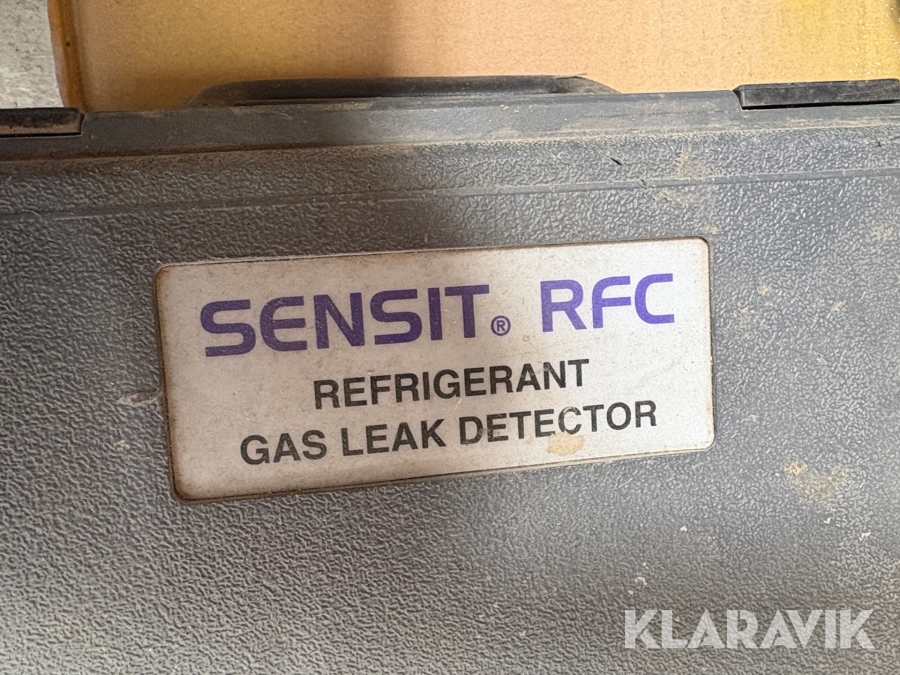 SENSIT® RFC
REFRIGERANT
GAS LEAK DETECTOR
KLARAVIK